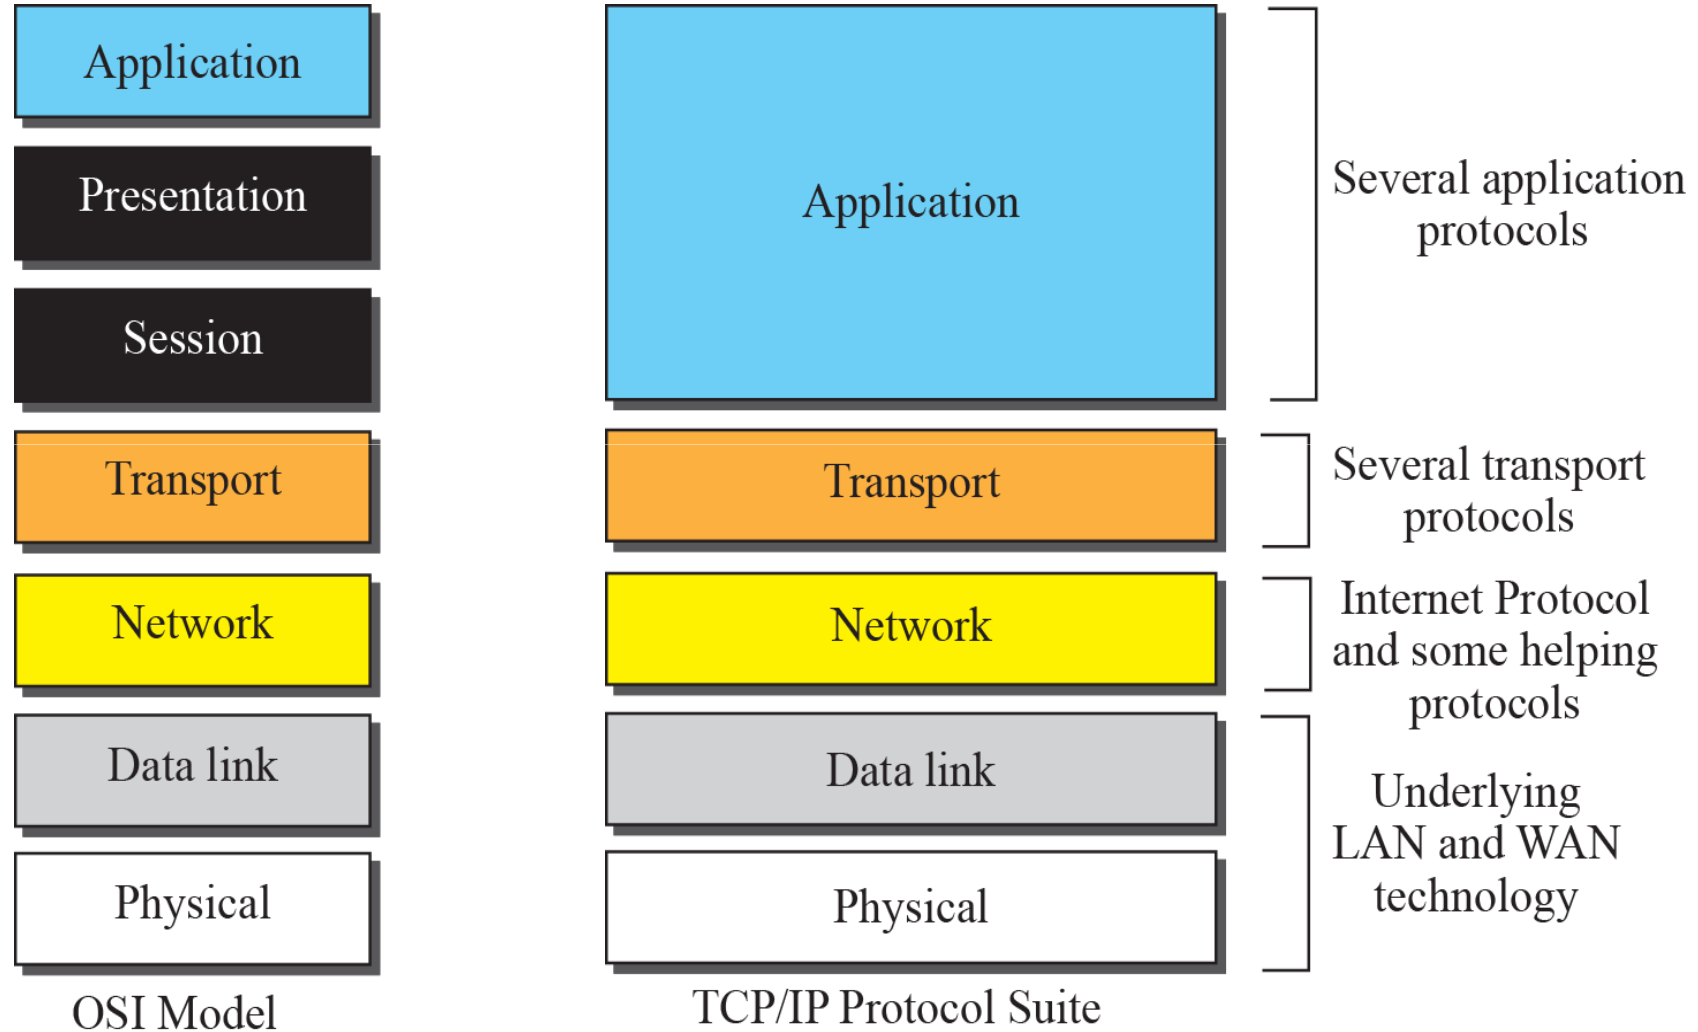 Application
Presentation
Session
Transport
Network
Data link
Physical
OSI Model
Application
Transport
Network
Data link
Physical
TCP/IP Protocol Suite
Several application
protocols
Several transport
protocols
Internet Protocol
and some helping
protocols
Underlying
LAN and WAN
technology